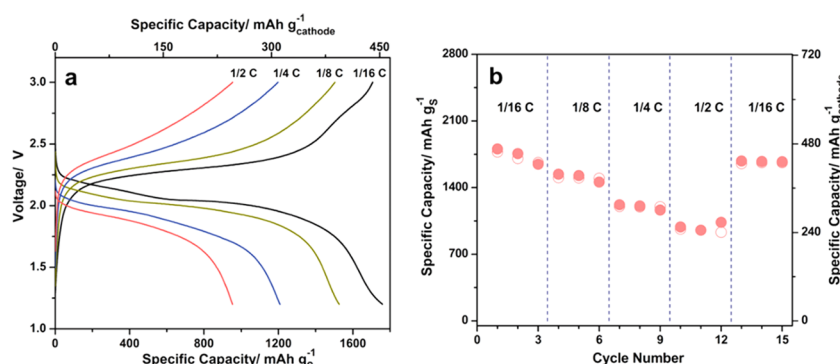 Specific Capacity/ mAh g⁻¹cathode
0 150 300 450
a
1/2 C 1/4 C 1/8 C 1/16 C
3.0
2.5
2.0
1.5
1.0
Voltage/ V
0 400 800 1200 1600
Specific Capacity/ mAh g⁻¹
b
1/16 C 1/8 C 1/4 C 1/2 C 1/16 C
2800
2100
1400
700
0
Specific Capacity/ mAh g⁻¹S
720
480
240
0
Specific Capacity/ mAh g⁻¹cathode
0 3 6 9 12 15
Cycle Number